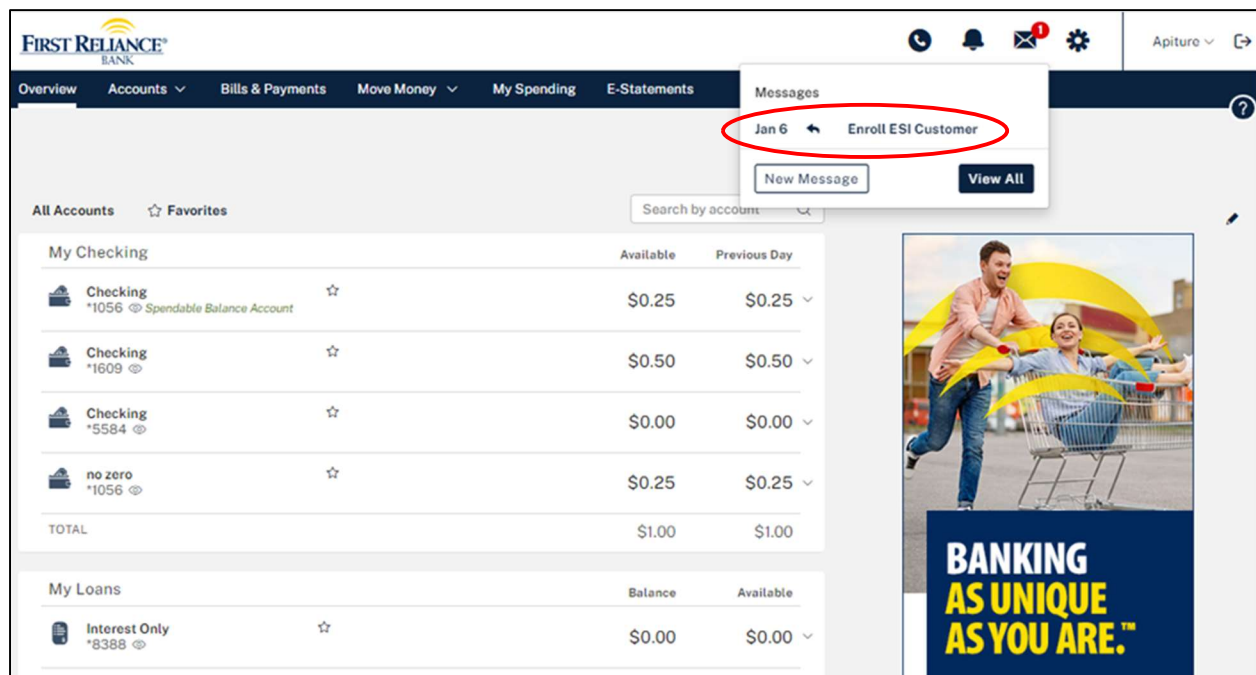 FIRST RELIANCE®
BANK
1
Apiture
Overview Accounts Bills & Payments Move Money My Spending E-Statements
?
Messages
Jan 6 Enroll ESI Customer
New Message View All
All Accounts Favorites
Search by account
My Checking Available Previous Day
Checking
*1056 Spendable Balance Account
$0.25 $0.25
Checking
*1609
$0.50 $0.50
Checking
*5584
$0.00 $0.00
no zero
*1056
$0.25 $0.25
TOTAL $1.00 $1.00
My Loans Balance Available
Interest Only
*8388
$0.00 $0.00
BANKING
AS UNIQUE
AS YOU ARE.™